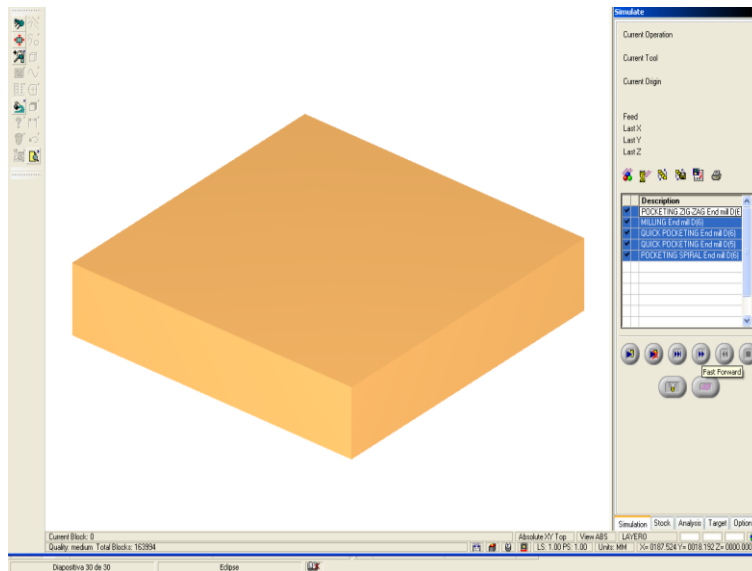 Simulate
Current Operation
Current Tool
Current Origin
Feed
Last X
Last Y
Last Z
Description
POCKETING ZIG-ZAG End mill D(6
MILLING End mill D(6)
QUICK POCKETING End mill D(6)
QUICK POCKETING End mill D(5)
POCKETING SPIRAL End mill D(6)
Fast Forward
Simulation Stock Analysis Target Option
Current Block: 0 Absolute XY Top View ABS LAYER0
Quality: medium Total Blocks: 163994 LS: 1.00 PS: 1.00 Units: MM X= 0187.524 Y= 0018.192 Z= 0000.00
Diapositiva 30 de 30 Eclipse